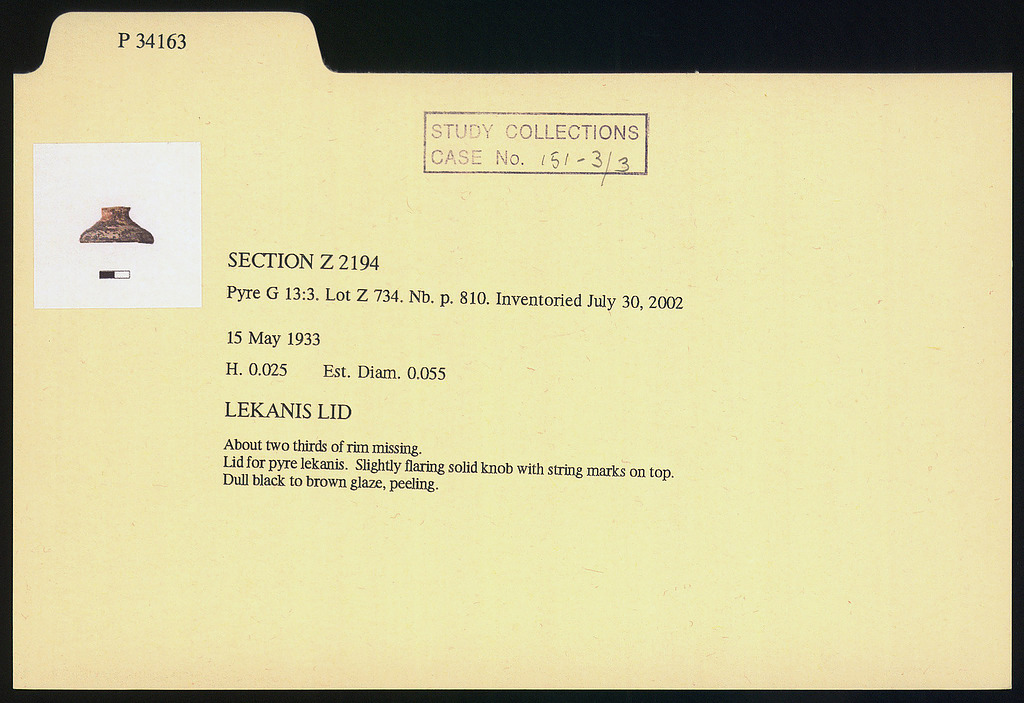 P 34163
STUDY COLLECTIONS
CASE No. 151-3/3
SECTION Z 2194
Pyre G 13:3. Lot Z 734. Nb. p. 810. Inventoried July 30, 2002
15 May 1933
H. 0.025 Est. Diam. 0.055
LEKANIS LID
About two thirds of rim missing.
Lid for pyre lekanis. Slightly flaring solid knob with string marks on top.
Dull black to brown glaze, peeling.